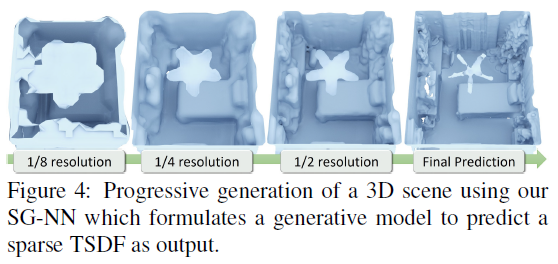 1/8 resolution
1/4 resolution
1/2 resolution
Final Prediction
Figure 4: Progressive generation of a 3D scene using our
SG-NN which formulates a generative model to predict a
sparse TSDF as output.